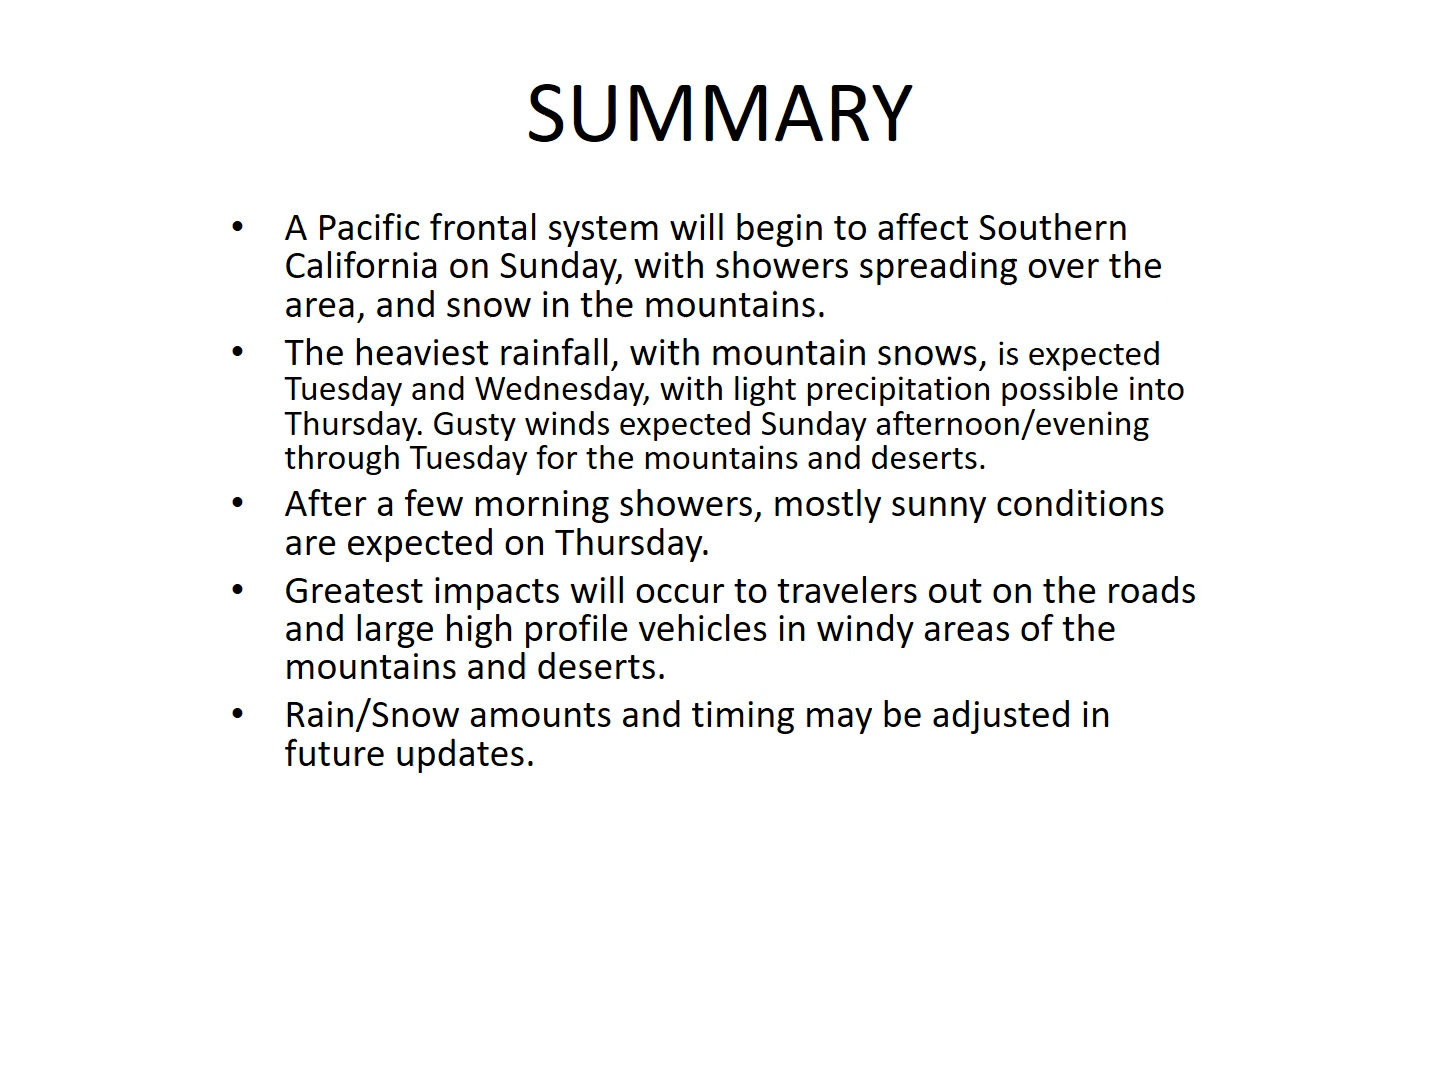 SUMMARY
• A Pacific frontal system will begin to affect Southern
California on Sunday, with showers spreading over the
area, and snow in the mountains.
• The heaviest rainfall, with mountain snows, is expected
Tuesday and Wednesday, with light precipitation possible into
Thursday. Gusty winds expected Sunday afternoon/evening
through Tuesday for the mountains and deserts.
• After a few morning showers, mostly sunny conditions
are expected on Thursday.
• Greatest impacts will occur to travelers out on the roads
and large high profile vehicles in windy areas of the
mountains and deserts.
• Rain/Snow amounts and timing may be adjusted in
future updates.